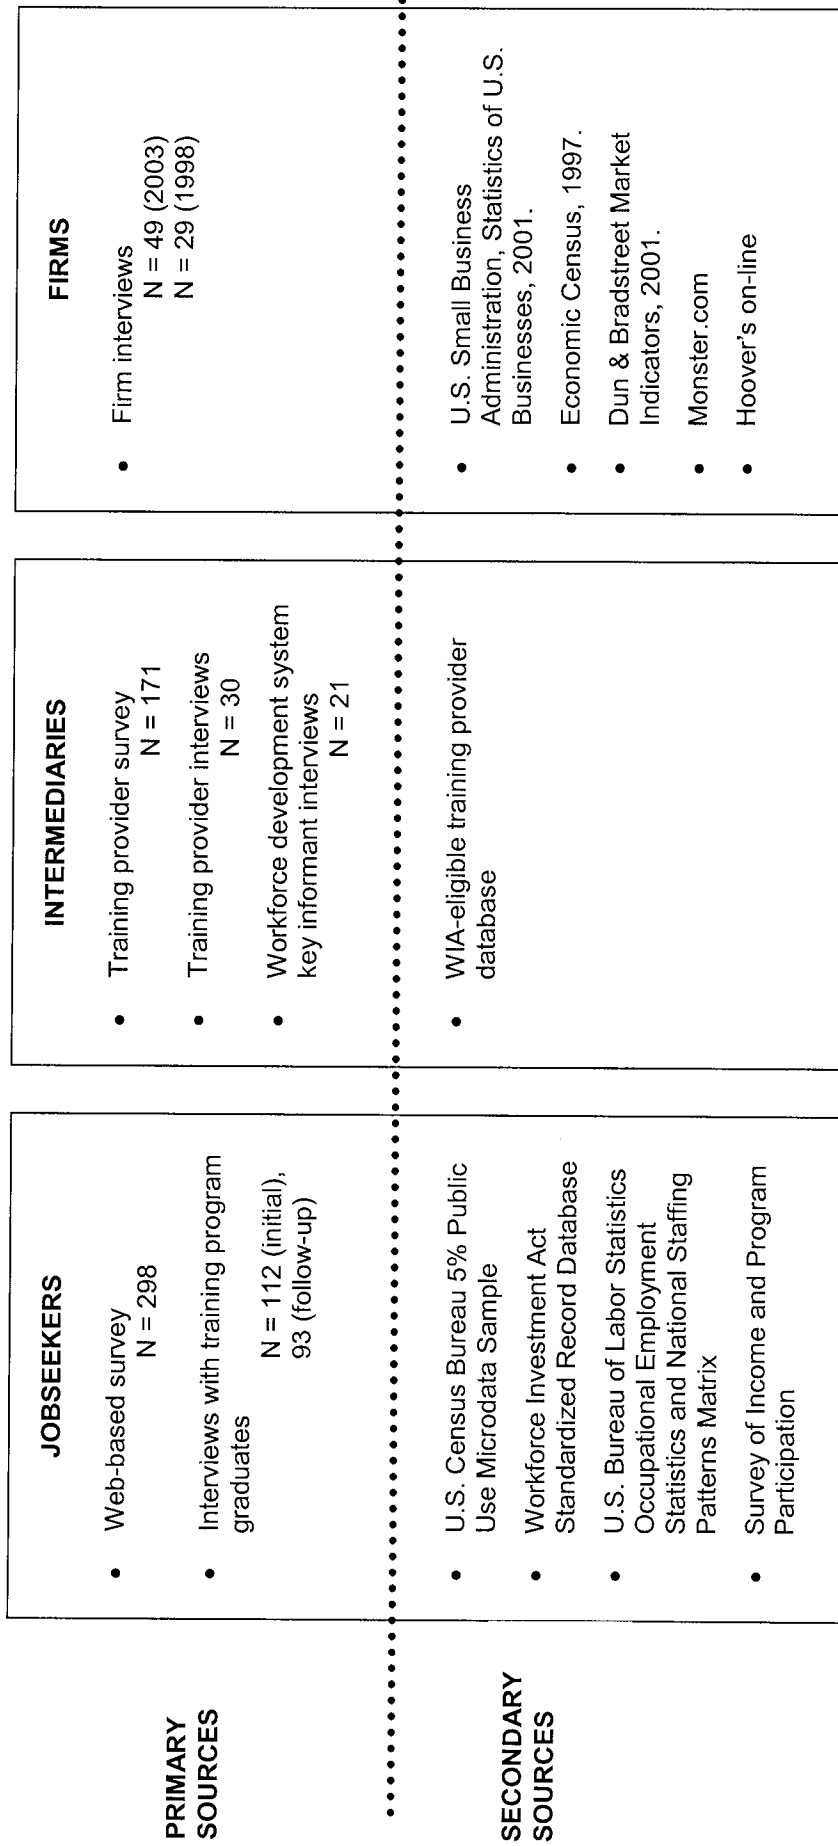 PRIMARY
SOURCES
SECONDARY
SOURCES
JOBSEEKERS
• Web-based survey
N = 298
• Interviews with training program
graduates
N = 112 (initial),
93 (follow-up)
• U.S. Census Bureau 5% Public
Use Microdata Sample
• Workforce Investment Act
Standardized Record Database
• U.S. Bureau of Labor Statistics
Occupational Employment
Statistics and National Staffing
Patterns Matrix
• Survey of Income and Program
Participation
INTERMEDIARIES
• Training provider survey
N = 171
• Training provider interviews
N = 30
• Workforce development system
key informant interviews
N = 21
• WIA-eligible training provider
database
FIRMS
• Firm interviews
N = 49 (2003)
N = 29 (1998)
• U.S. Small Business
Administration, Statistics of U.S.
Businesses, 2001.
• Economic Census, 1997.
• Dun & Bradstreet Market
Indicators, 2001.
• Monster.com
• Hoover's on-line